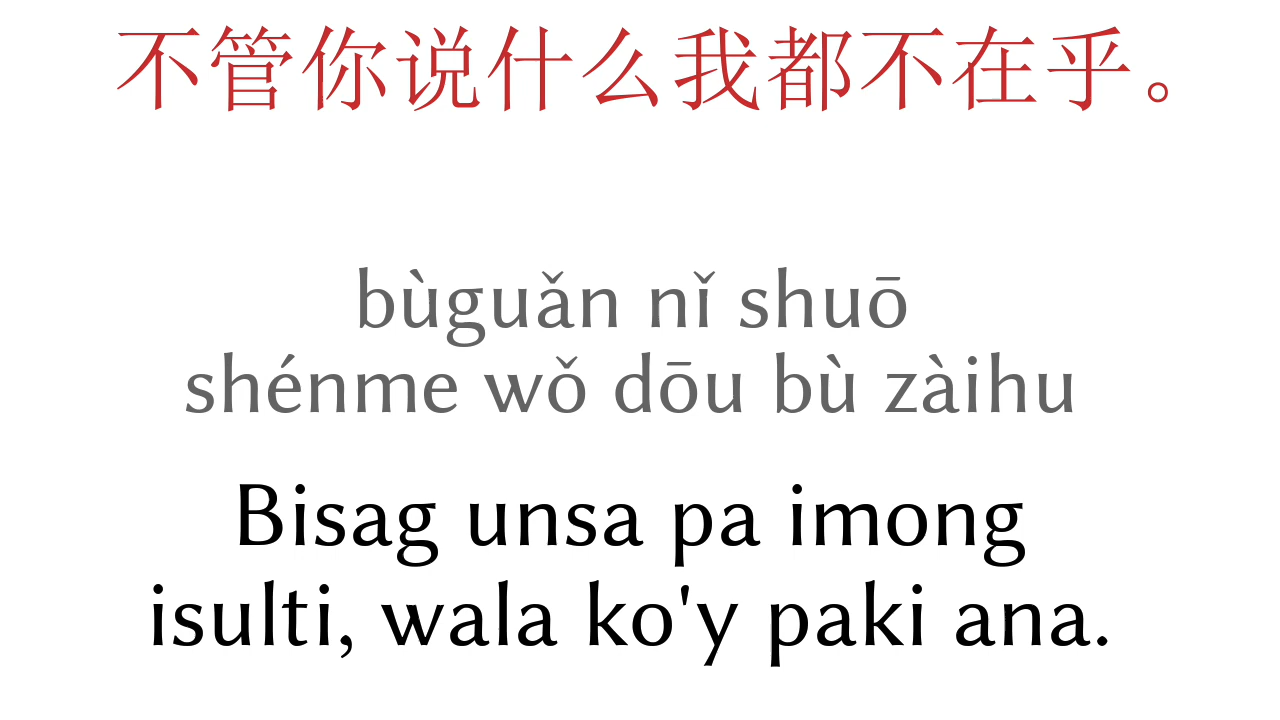 不管你说什么我都不在乎。
bùguǎn nǐ shuō
shénme wǒ dōu bù zàihu
Bisag unsa pa imong
isulti, wala ko'y paki ana.